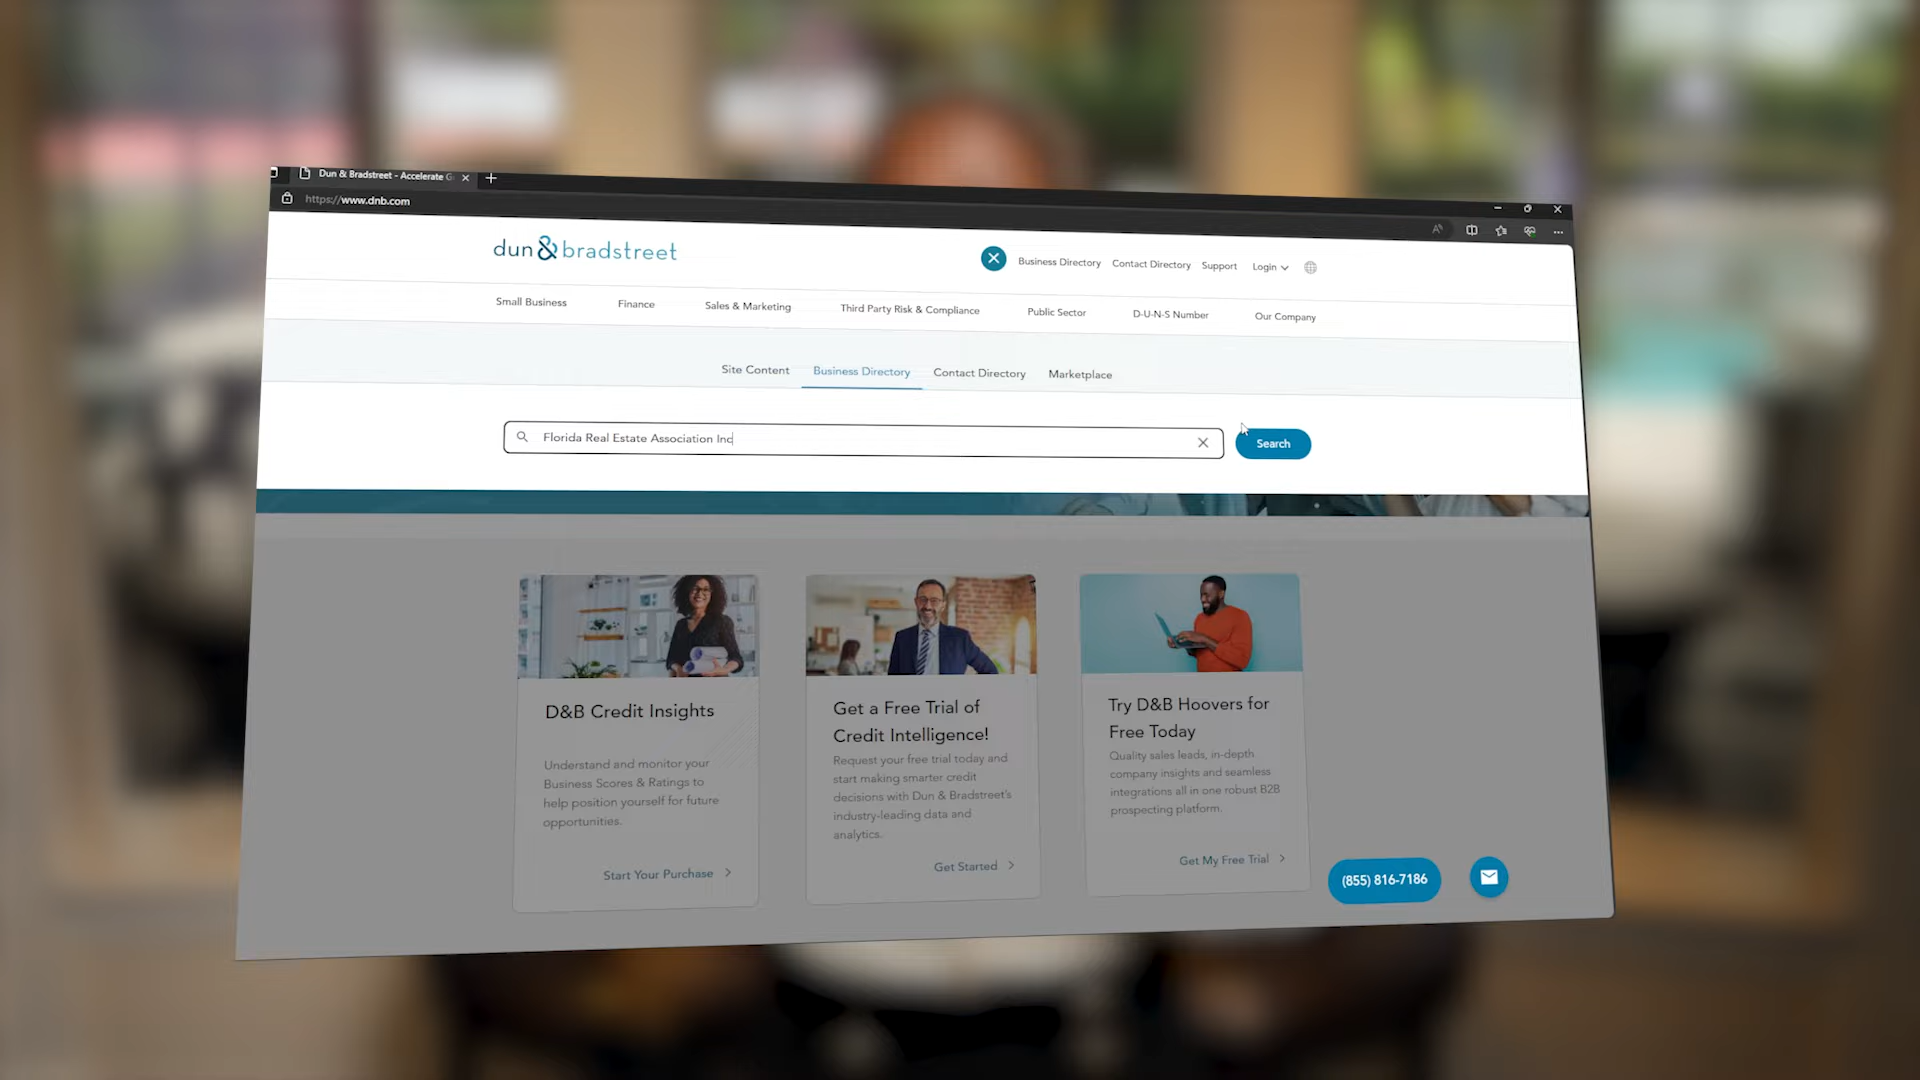 Dun & Bradstreet - Accelerate G
https://www.dnb.com
dun & bradstreet
Business Directory Contact Directory Support Login
Small Business Finance Sales & Marketing Third Party Risk & Compliance Public Sector D-U-N-S Number Our Company
Site Content Business Directory Contact Directory Marketplace
Florida Real Estate Association Inc
Search
D&B Credit Insights
Understand and monitor your
Business Scores & Ratings to
help position yourself for future
opportunities.
Start Your Purchase
Get a Free Trial of
Credit Intelligence!
Request your free trial today and
start making smarter credit
decisions with Dun & Bradstreet's
industry-leading data and
analytics.
Get Started
Try D&B Hoovers for
Free Today
Quality sales leads, in-depth
company insights and seamless
integrations all in one robust B2B
prospecting platform.
Get My Free Trial
(855) 816-7186